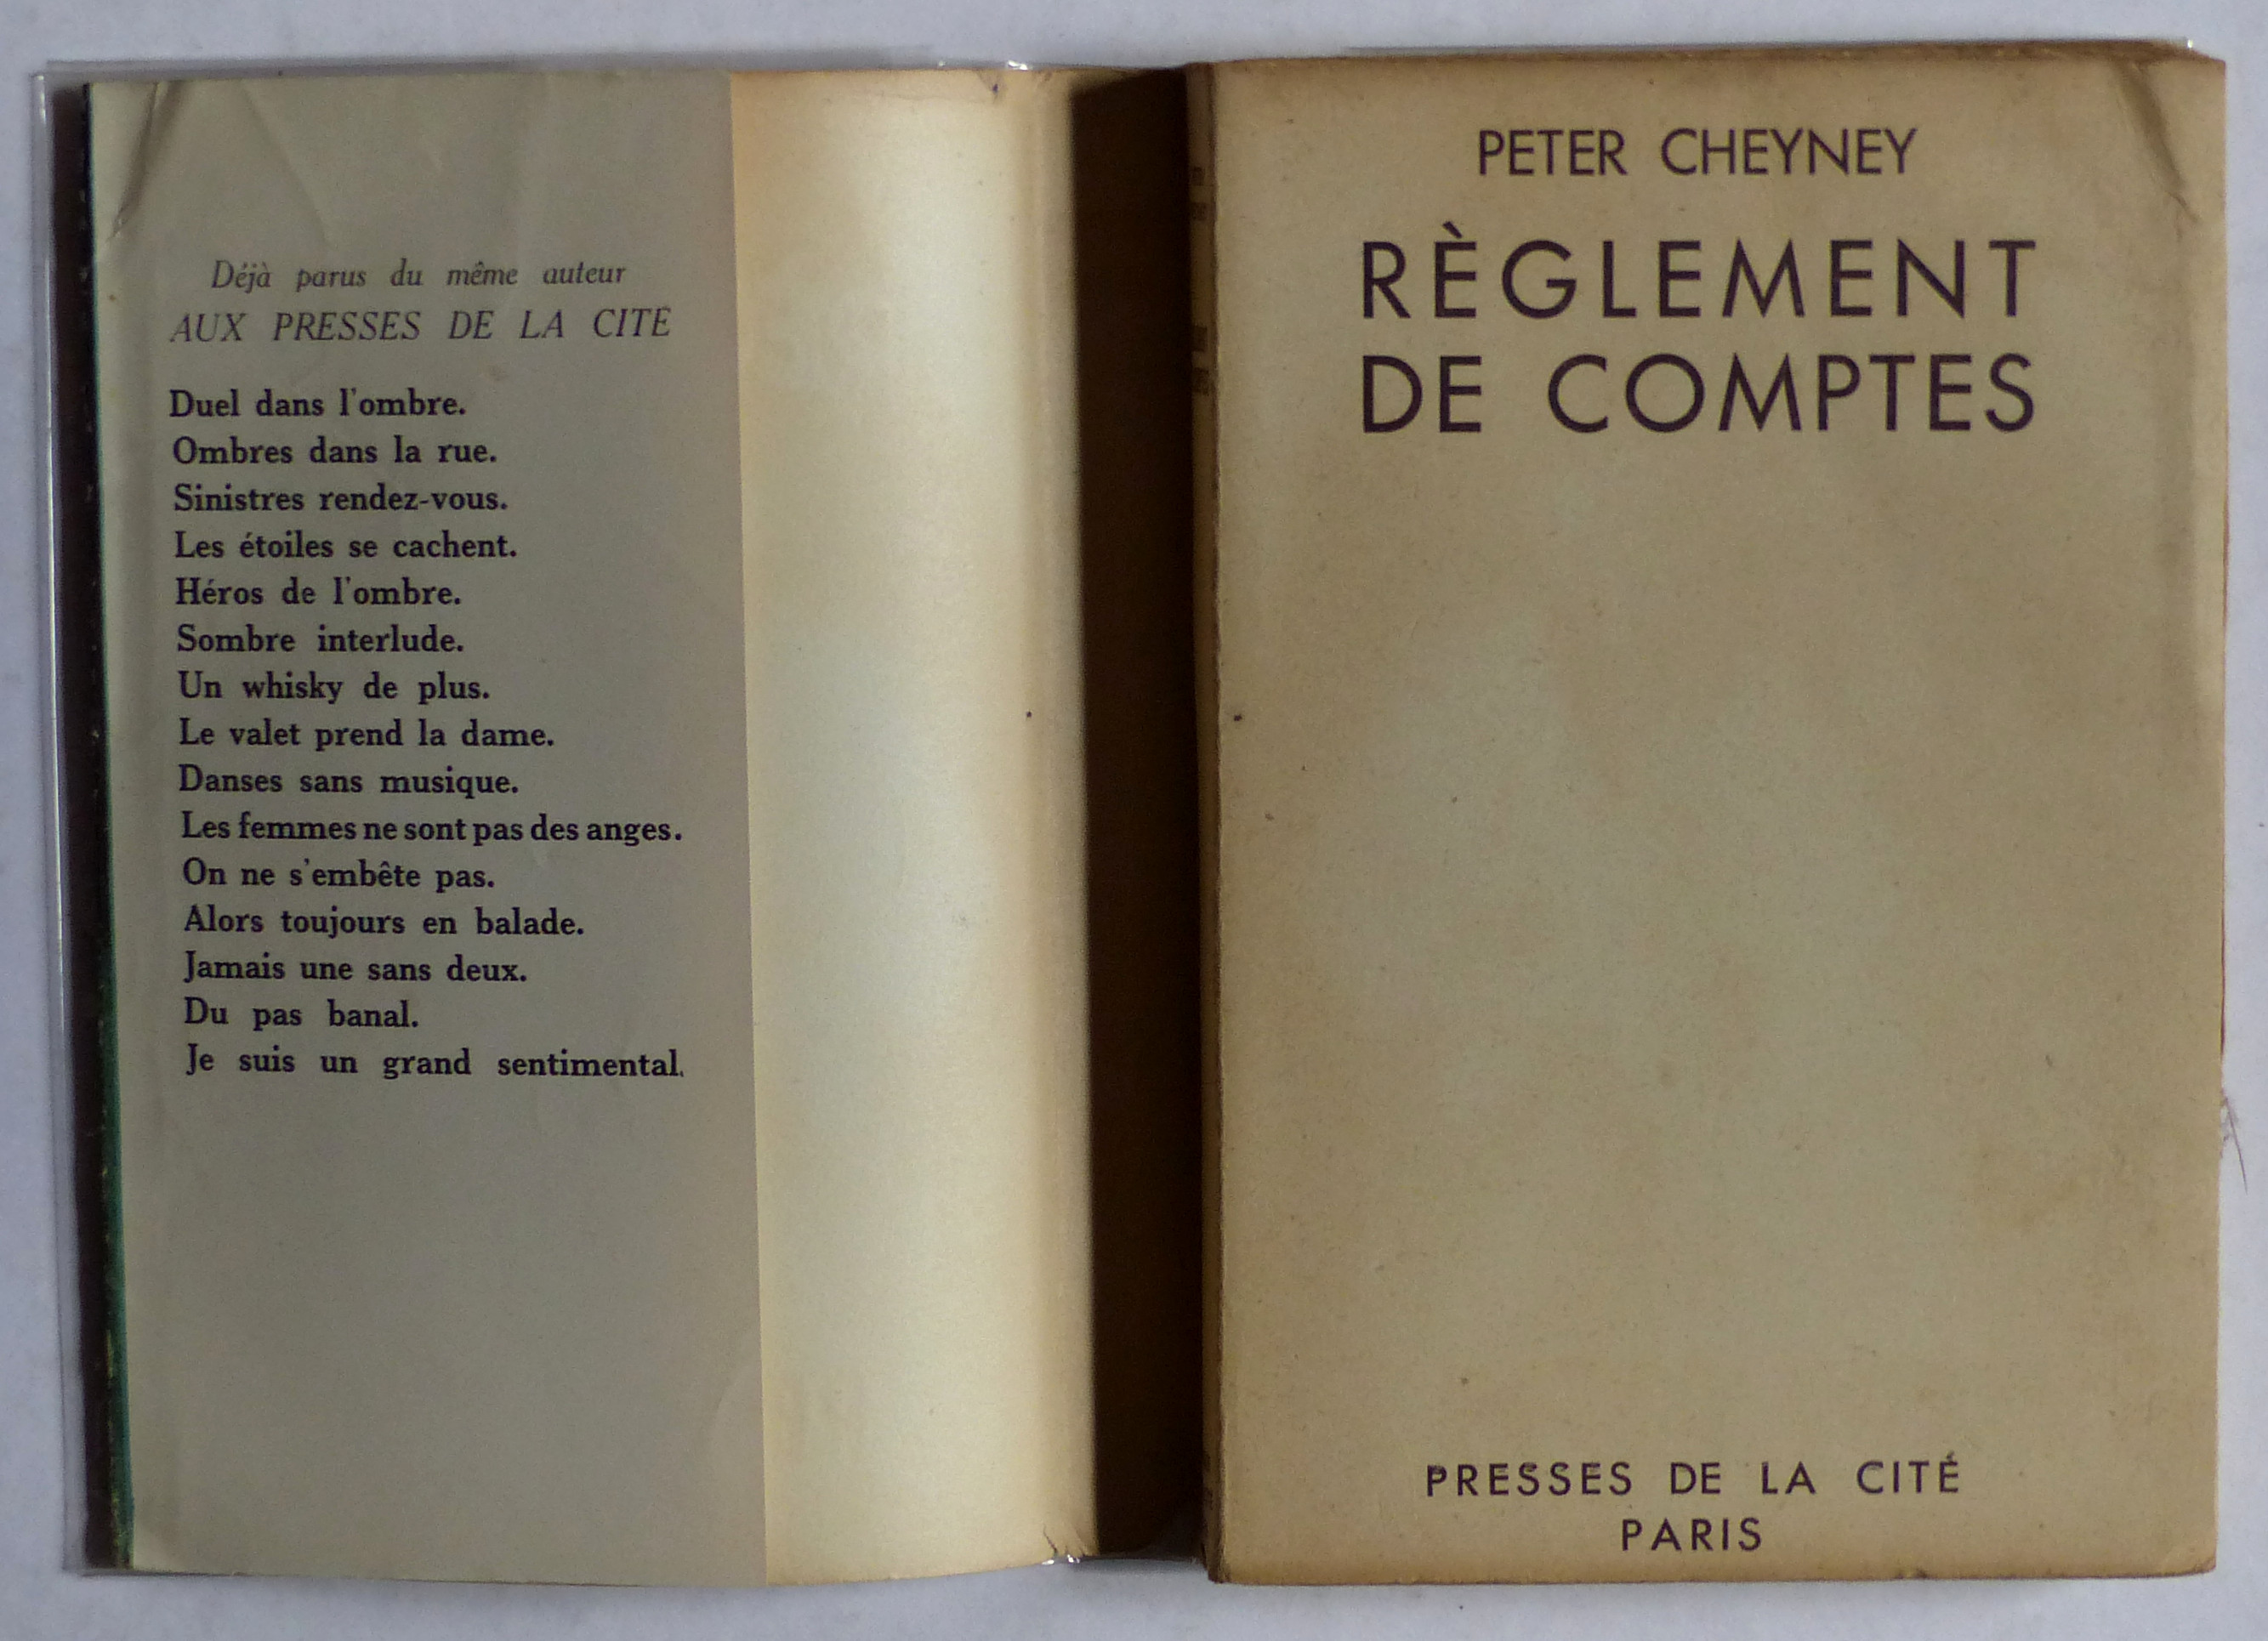 Déjà parus du même auteur
AUX PRESSES DE LA CITÉ
Duel dans l'ombre.
Ombres dans la rue.
Sinistres rendez-vous.
Les étoiles se cachent.
Héros de l'ombre.
Sombre interlude.
Un whisky de plus.
Le valet prend la dame.
Danses sans musique.
Les femmes ne sont pas des anges.
On ne s'embête pas.
Alors toujours en balade.
Jamais une sans deux.
Du pas banal.
Je suis un grand sentimental.
PETER CHEYNEY
RÈGLEMENT
DE COMPTES
PRESSES DE LA CITÉ
PARIS